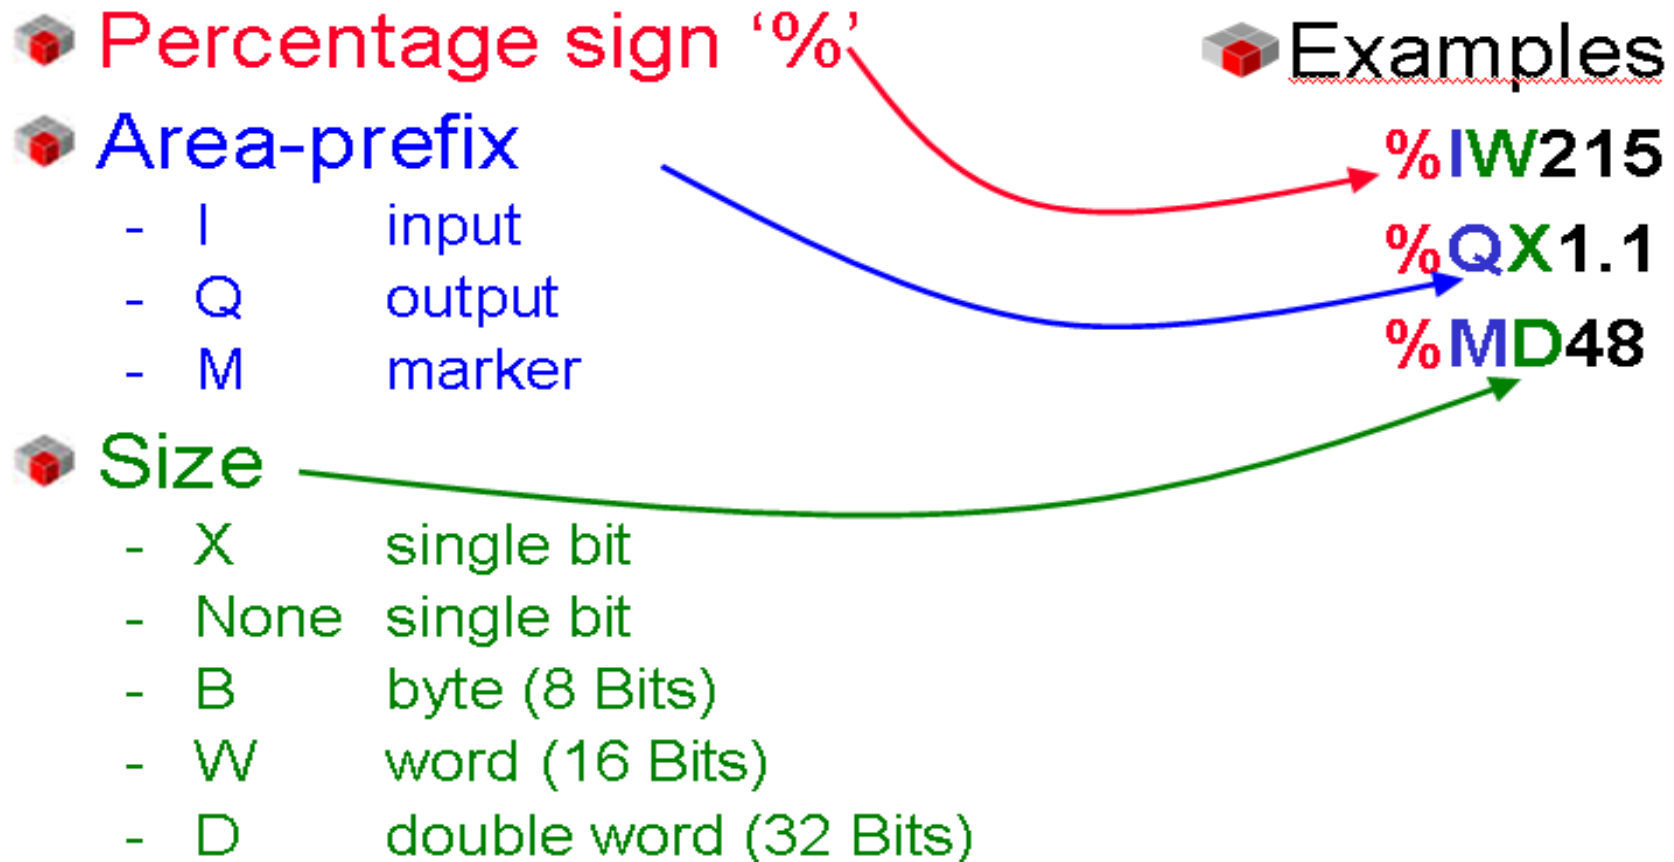 Percentage sign ‘%’
Area-prefix
- I input
- Q output
- M marker
Size
- X single bit
- None single bit
- B byte (8 Bits)
- W word (16 Bits)
- D double word (32 Bits)
Examples
%IW215
%QX1.1
%MD48